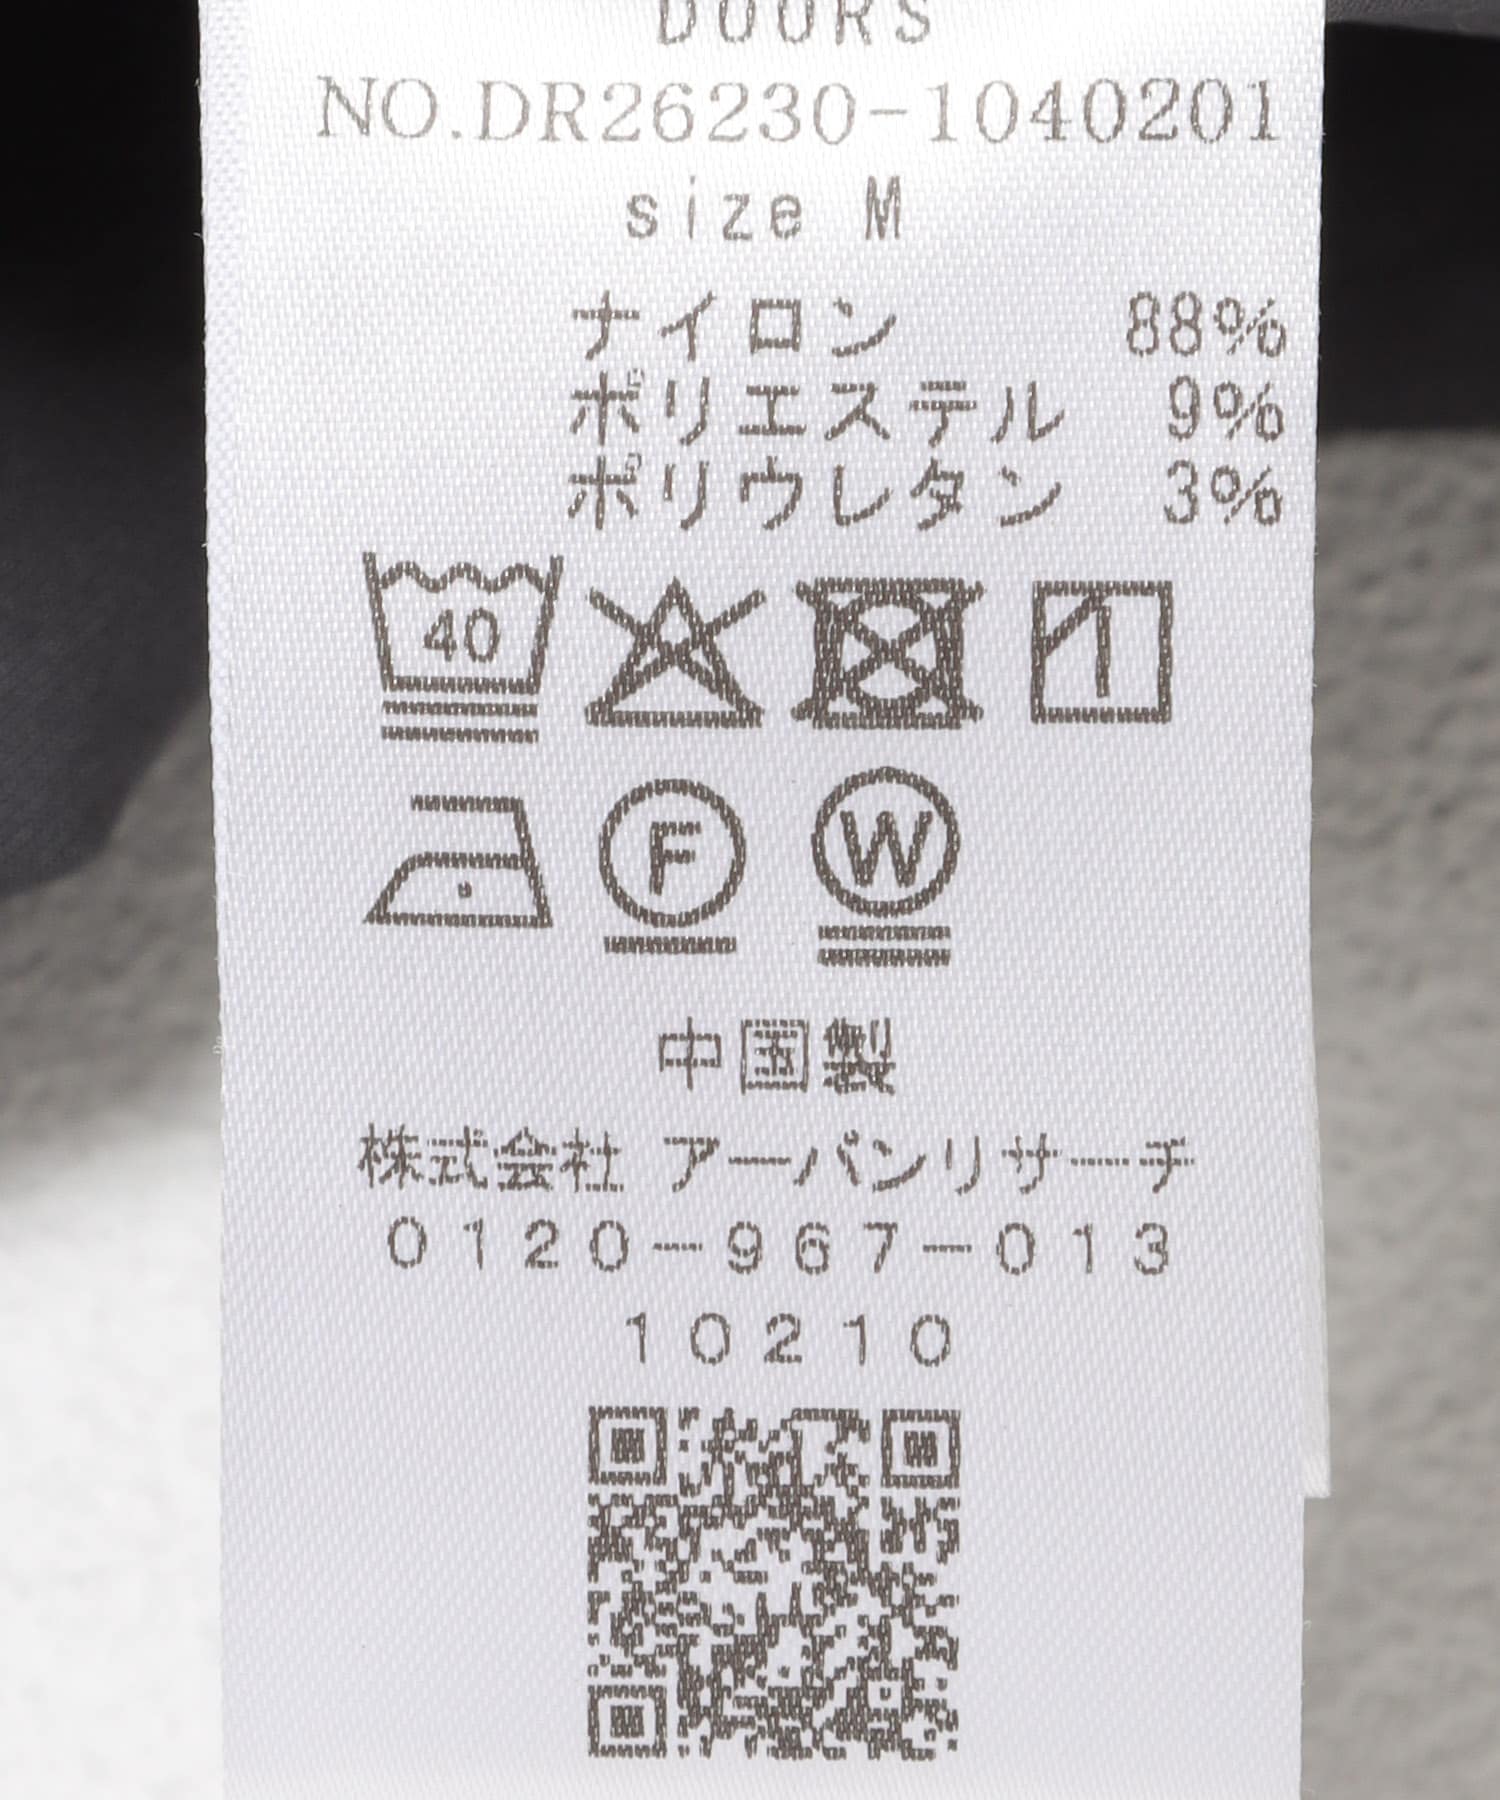 DOORS
NO.DR26230-1040201
size M
ナイロン 88%
ポリエステル 9%
ポリウレタン 3%
40
F W
中国製
株式会社 アーバンリサーチ
0120-967-013
10210